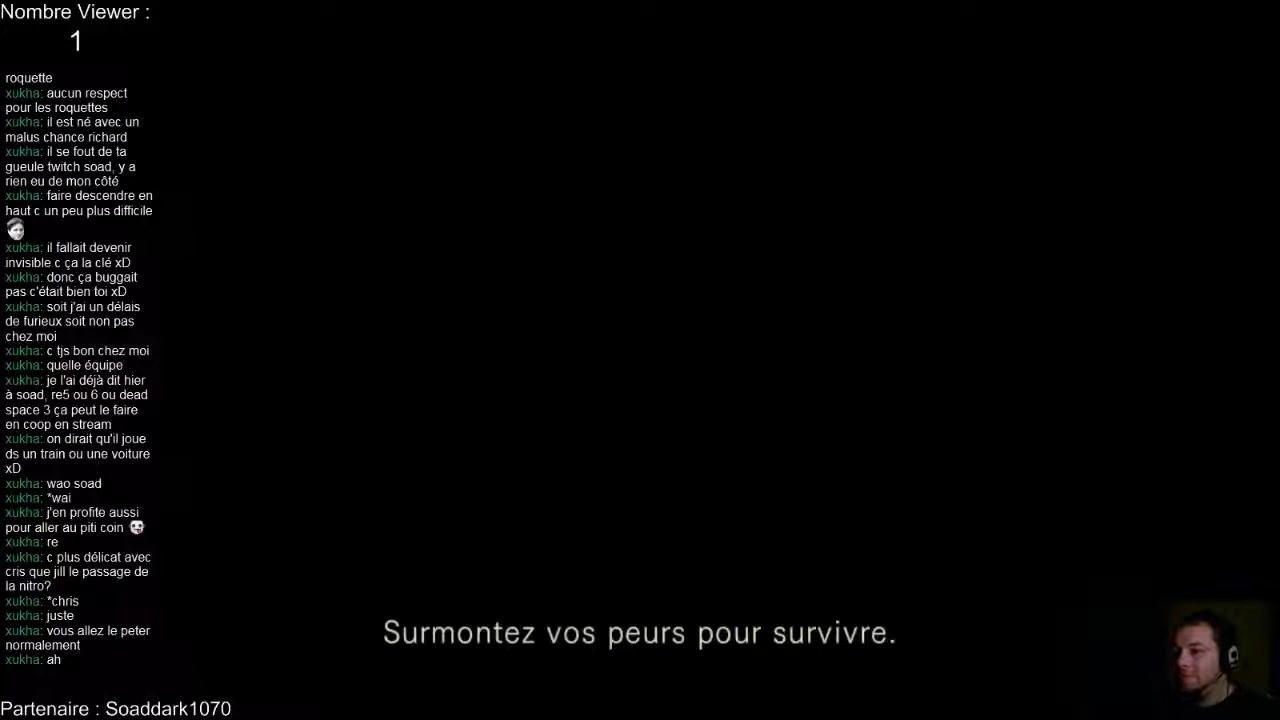 Nombre Viewer :
1
roquette
xukha: aucun respect
pour les roquettes
xukha: il est né avec un
malus chance richard
xukha: il se fout de ta
gueule twitch soad, y a
rien eu de mon côté
xukha: faire descendre en
haut c un peu plus difficile
xukha: il fallait devenir
invisible c ça la clé xD
xukha: donc ça buggait
pas c'était bien toi xD
xukha: soit j'ai un délais
de furieux soit non pas
chez moi
xukha: c tjs bon chez moi
xukha: quelle équipe
xukha: je l'ai déjà dit hier
à soad, re5 ou 6 ou dead
space 3 ça peut le faire
en coop en stream
xukha: on dirait qu'il joue
ds un train ou une voiture
xD
xukha: wao soad
xukha: *wai
xukha: j'en profite aussi
pour aller au piti coin
xukha: re
xukha: c plus délicat avec
cris que jill le passage de
la nitro?
xukha: *chris
xukha: juste
xukha: vous allez le peter
normalement
xukha: ah
Surmontez vos peurs pour survivre.
Partenaire : Soaddark1070